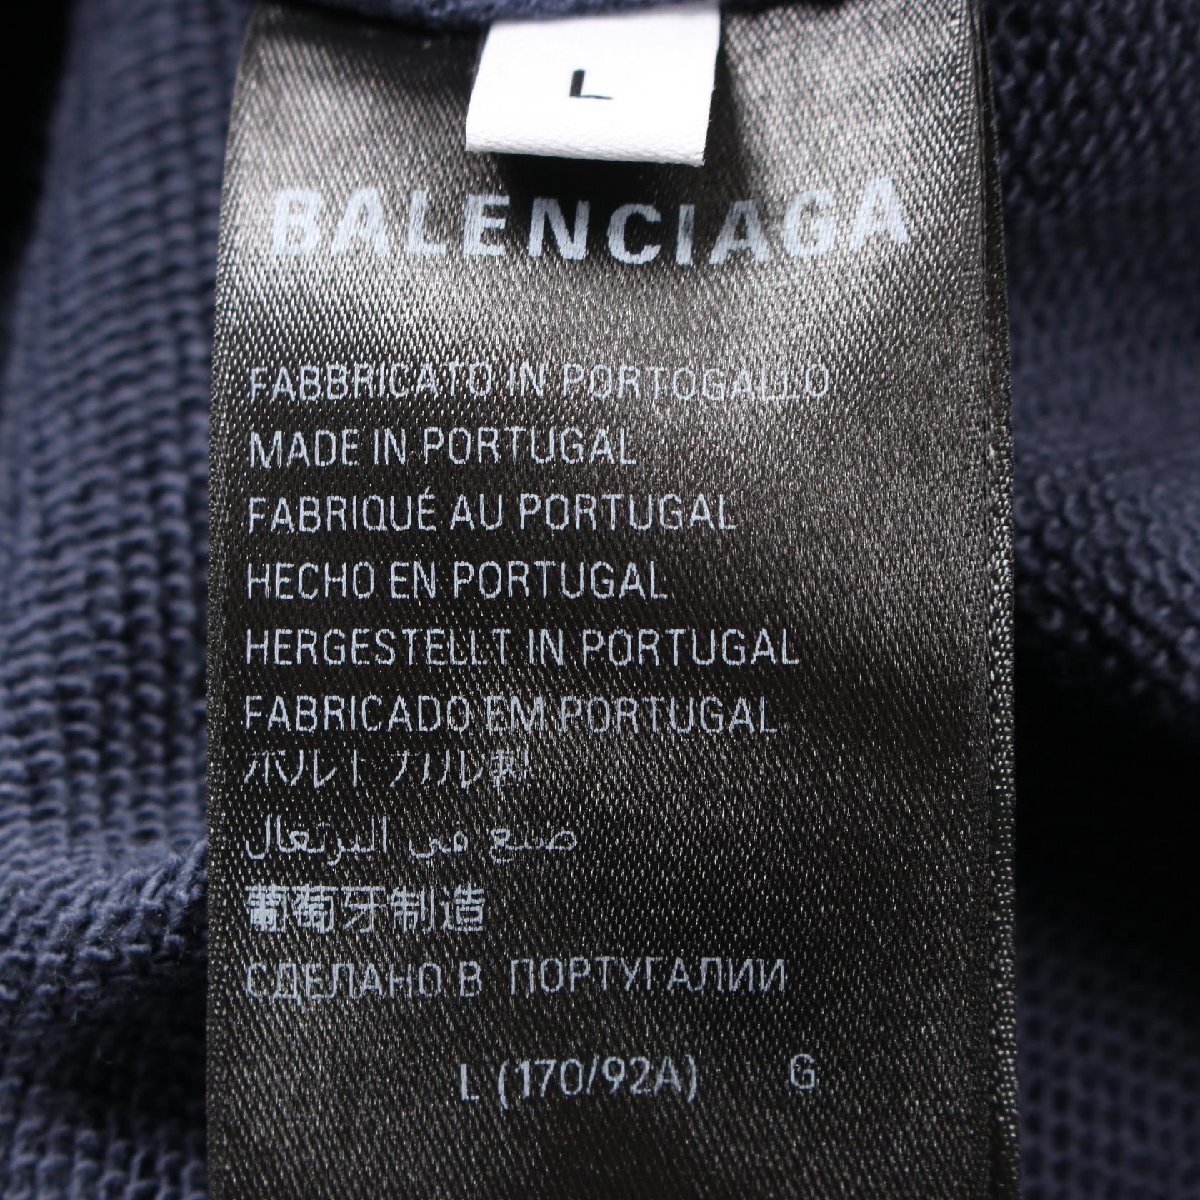 L
BALENCIAGA
FABBRICATO IN PORTOGALLO
MADE IN PORTUGAL
FABRIQUÉ AU PORTUGAL
HECHO EN PORTUGAL
HERGESTELLT IN PORTUGAL
FABRICADO EM PORTUGAL
ポルトガル製
صنع في البرتغال
葡萄牙制造
СДЕЛАНО В ПОРТУГАЛИИ
L (170/92A) G